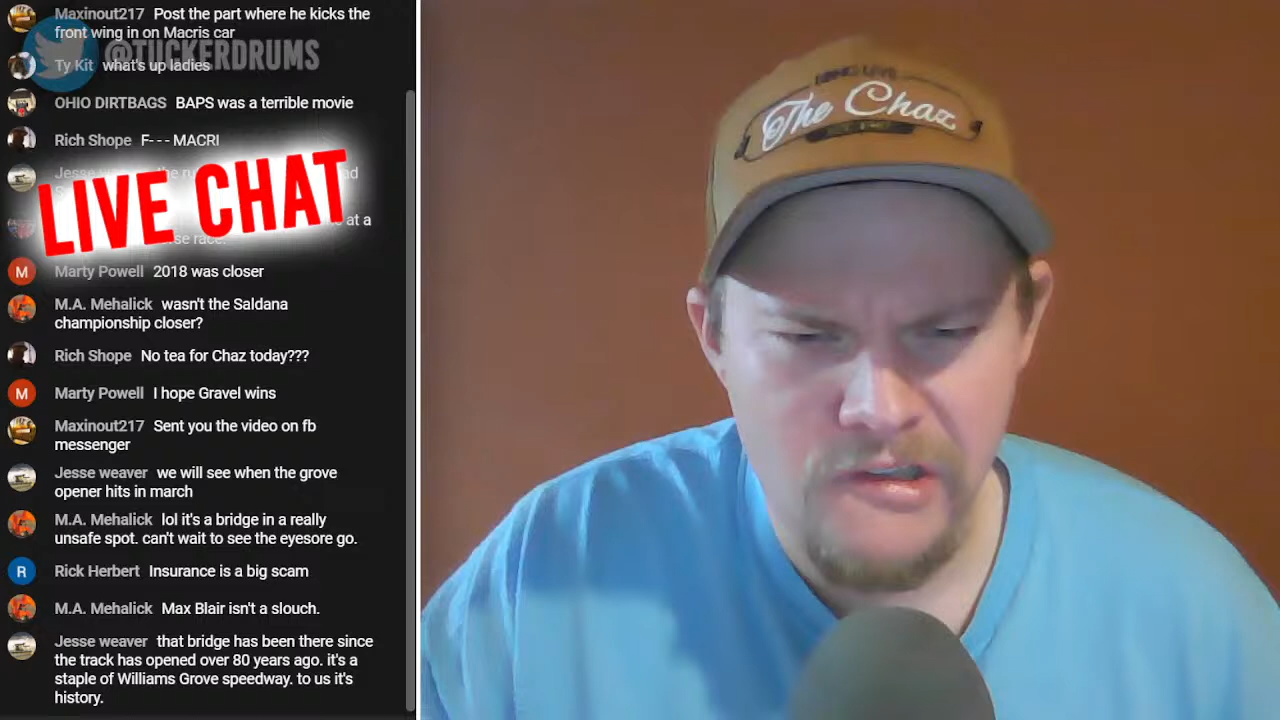 Maxinout217 Post the part where he kicks the
front wing in on Macris car
@TUCKERDRUMS
Ty Kit what's up ladies
OHIO DIRTBAGS BAPS was a terrible movie
Rich Shope F--- MACRI
LIVE CHAT
at a
Marty Powell 2018 was closer
M.A. Mehalick wasn't the Saldana
championship closer?
Rich Shope No tea for Chaz today???
Marty Powell I hope Gravel wins
Maxinout217 Sent you the video on fb
messenger
Jesse weaver we will see when the grove
opener hits in march
M.A. Mehalick lol it's a bridge in a really
unsafe spot. can't wait to see the eyesore go.
Rick Herbert Insurance is a big scam
M.A. Mehalick Max Blair isn't a slouch.
Jesse weaver that bridge has been there since
the track has opened over 80 years ago. it's a
staple of Williams Grove speedway. to us it's
history.
LONG LIVE
The Chaz